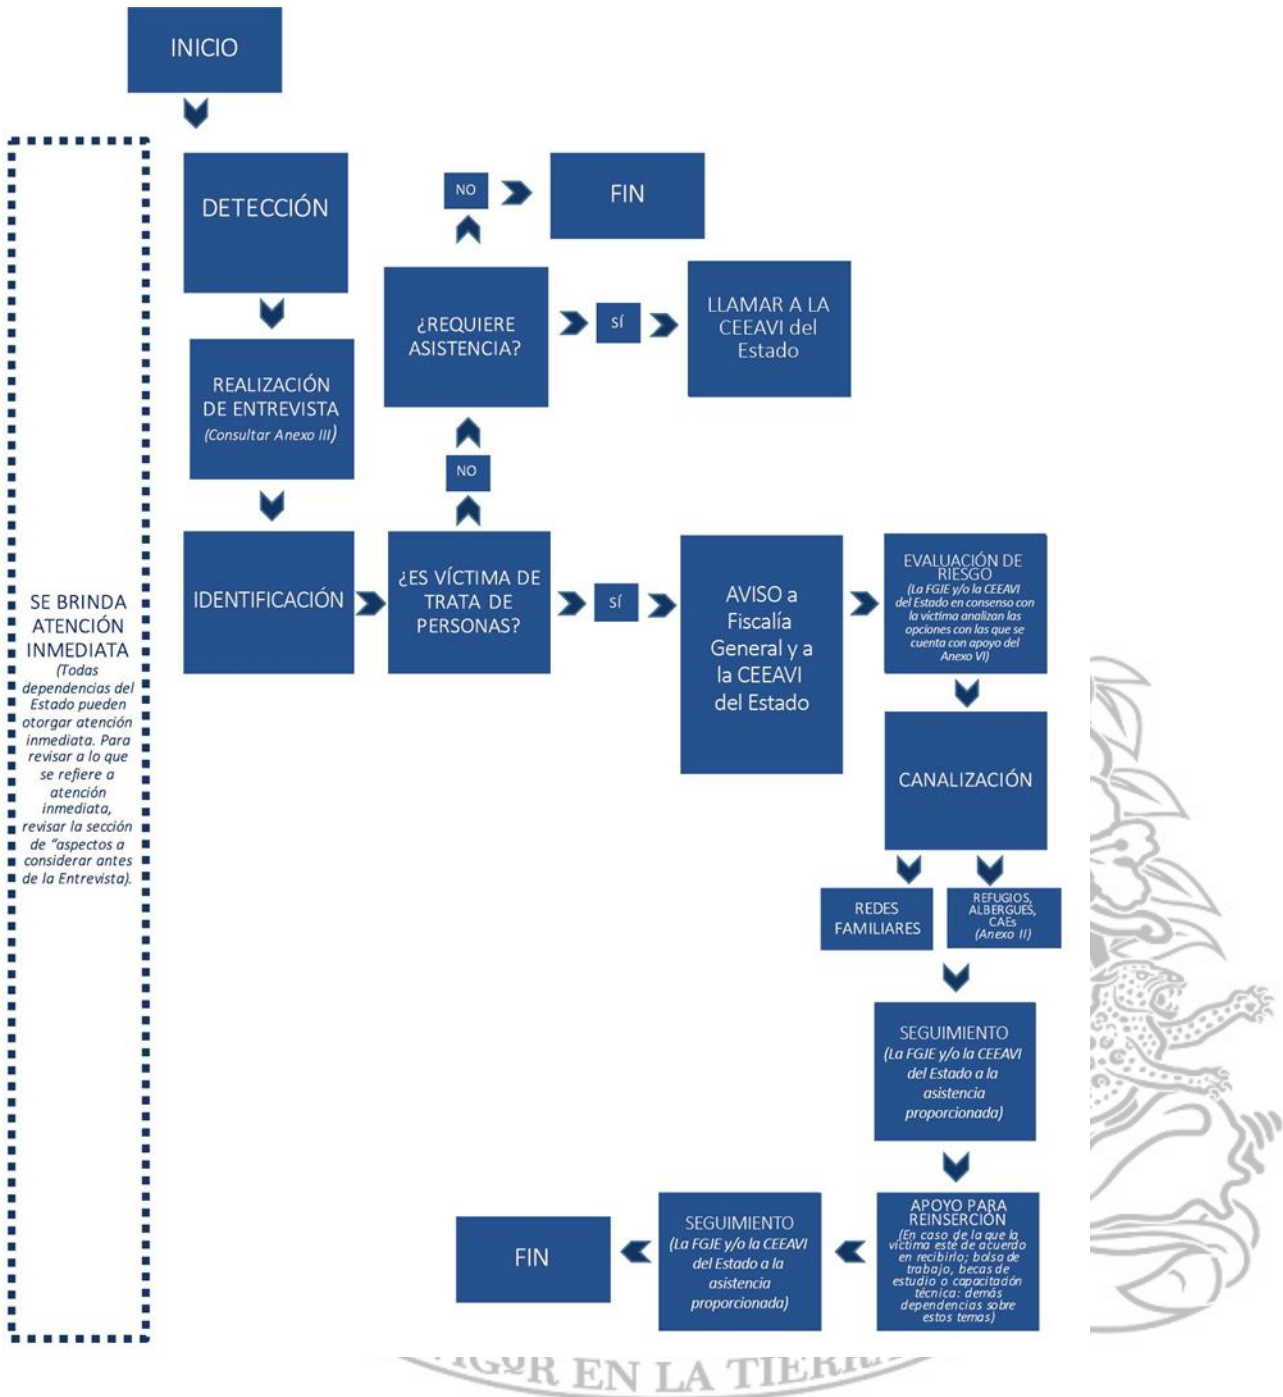 INICIO
DETECCIÓN
REALIZACIÓN
DE ENTREVISTA
(Consultar Anexo III)
IDENTIFICACIÓN
SE BRINDA
ATENCIÓN
INMEDIATA
(Todas
dependencias del
Estado pueden
otorgar atención
inmediata. Para
revisar a lo que
se refiere a
atención
inmediata,
revisar la sección
de “aspectos a
considerar antes
de la Entrevista).
¿ES VÍCTIMA DE
TRATA DE
PERSONAS?
NO
¿REQUIERE
ASISTENCIA?
NO
FIN
SÍ
LLAMAR A LA
CEEAVI del
Estado
SÍ
AVISO a
Fiscalía
General y a
la CEEAVI
del Estado
EVALUACIÓN DE
RIESGO
(La FGJE y/o la CEEAVI
del Estado en consenso con
la víctima analizan las
opciones con las que se
cuenta con apoyo del
Anexo VI)
CANALIZACIÓN
REDES
FAMILIARES
REFUGIOS,
ALBERGUES,
CAEs
(Anexo II)
SEGUIMIENTO
(La FGJE y/o la CEEAVI
del Estado a la
asistencia
proporcionada)
APOYO PARA
REINSERCIÓN
(En caso de la que la
víctima esté de acuerdo
en recibirlo; bolsa de
trabajo, becas de
estudio o capacitación
técnica: demás
dependencias sobre
estos temas)
SEGUIMIENTO
(La FGJE y/o la CEEAVI
del Estado a la
asistencia
proporcionada)
FIN
EN LA TIERRA